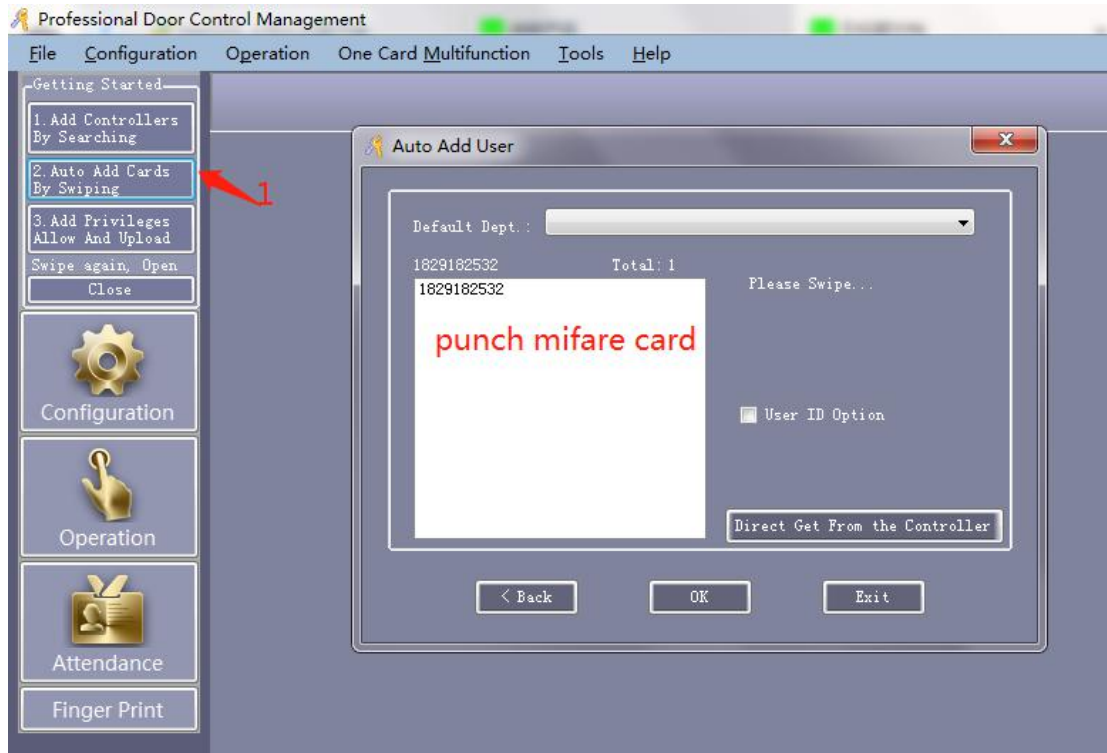 Professional Door Control Management
File Configuration Operation One Card Multifunction Tools Help
Getting Started
1. Add Controllers
By Searching
2. Auto Add Cards
By Swiping
1
3. Add Privileges
Allow And Upload
Swipe again, Open
Close
Configuration
Operation
Attendance
Finger Print
Auto Add User
x
Default Dept.:
1829182532 Total: 1
1829182532
Please Swipe...
punch mifare card
User ID Option
Direct Get From the Controller
< Back OK Exit